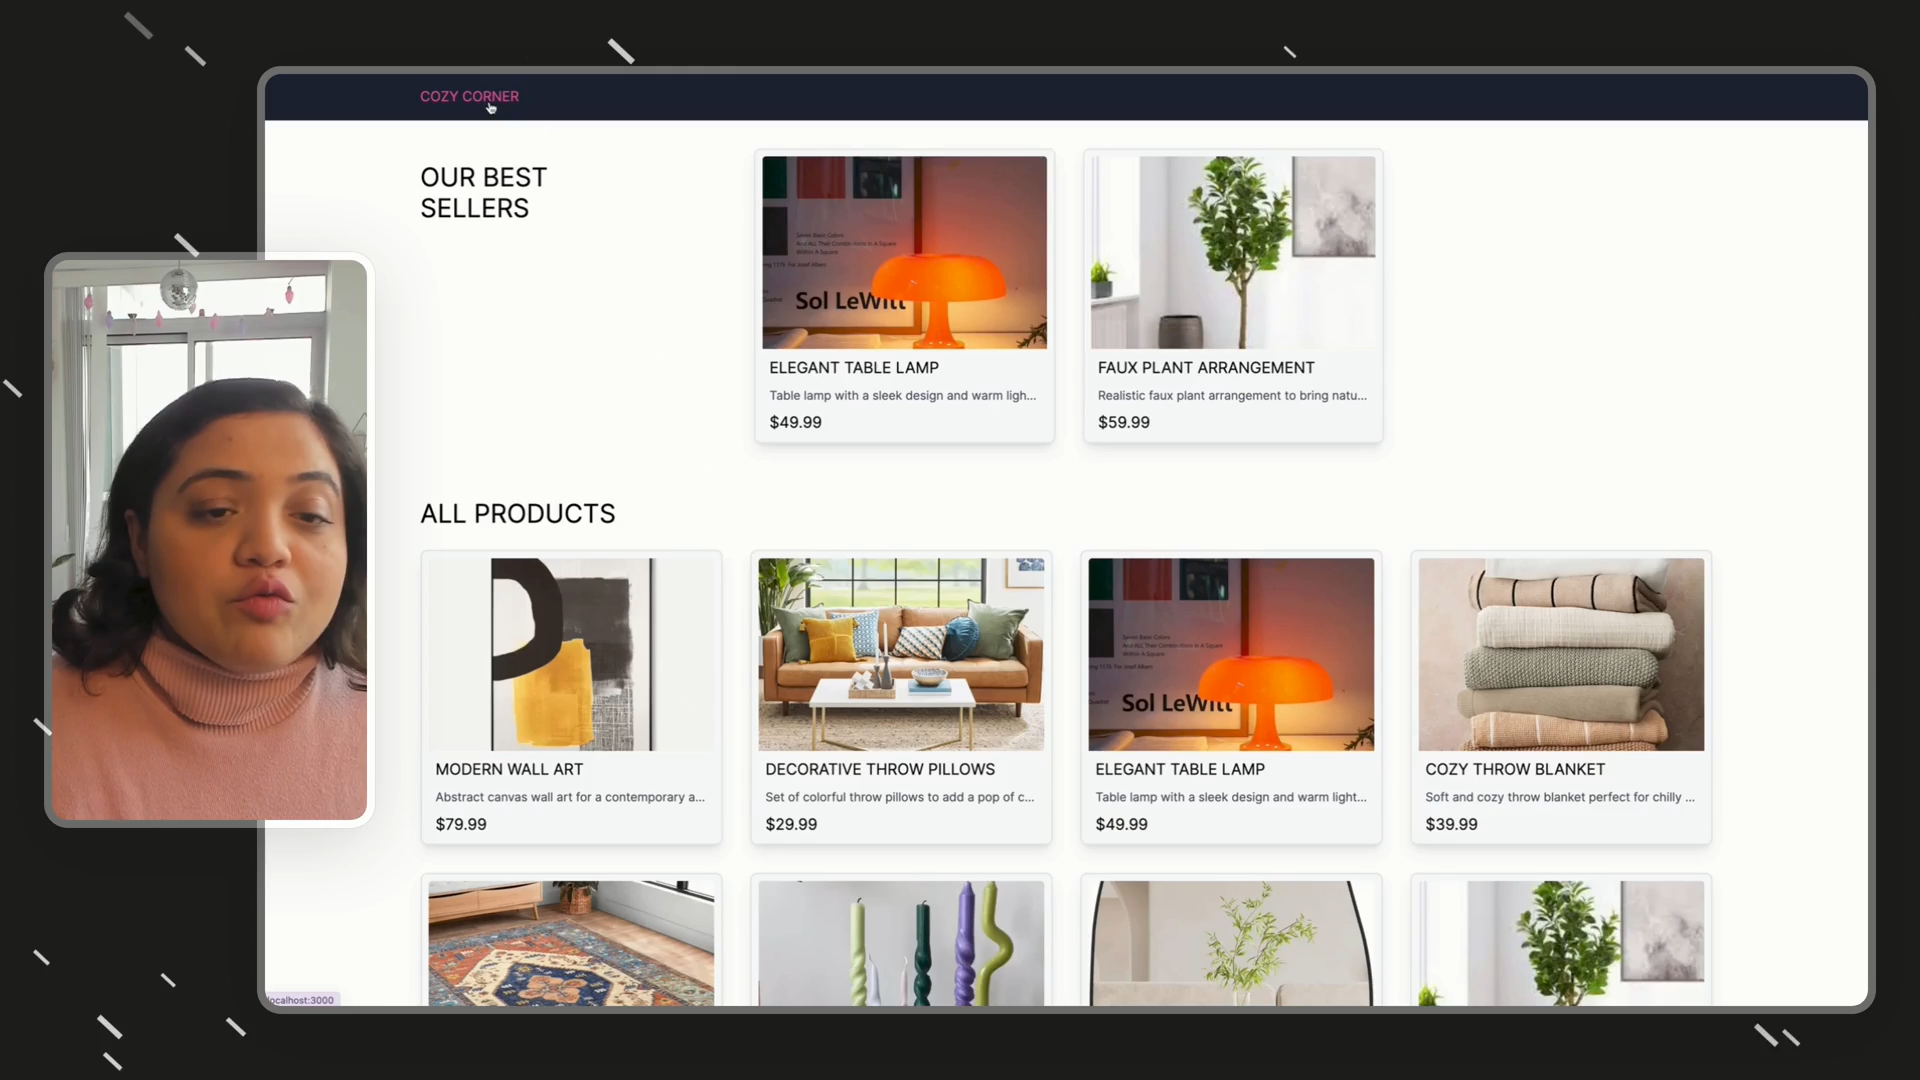 COZY CORNER
OUR BEST
SELLERS
Sol LeWitt
ELEGANT TABLE LAMP
Table lamp with a sleek design and warm ligh...
$49.99
FAUX PLANT ARRANGEMENT
Realistic faux plant arrangement to bring natu...
$59.99
ALL PRODUCTS
MODERN WALL ART
Abstract canvas wall art for a contemporary a...
$79.99
DECORATIVE THROW PILLOWS
Set of colorful throw pillows to add a pop of c...
$29.99
Sol LeWitt
ELEGANT TABLE LAMP
Table lamp with a sleek design and warm light...
$49.99
COZY THROW BLANKET
Soft and cozy throw blanket perfect for chilly ...
$39.99
localhost:3000